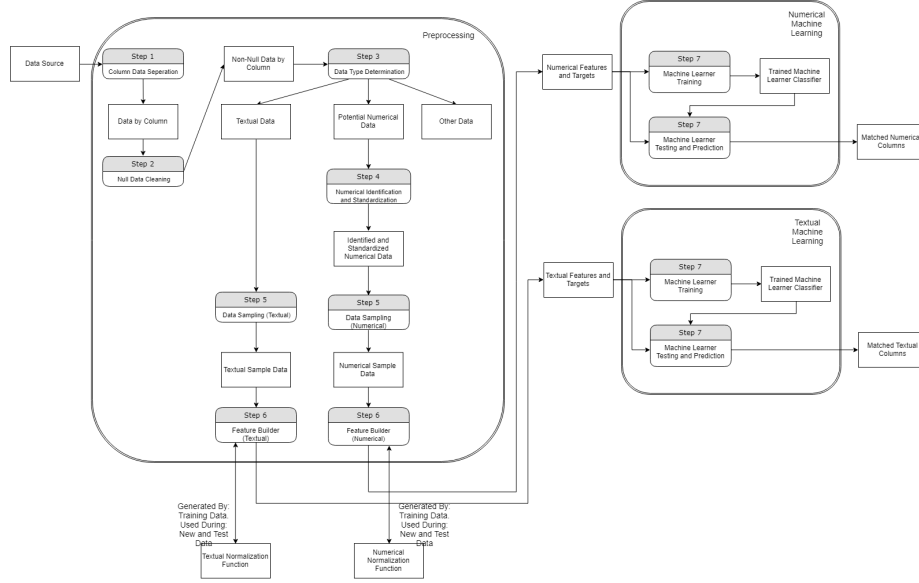 Preprocessing
Data Source
Step 1
Column Data Seperation
Data by Column
Step 2
Null Data Cleaning
Non-Null Data by
Column
Step 3
Data Type Determination
Textual Data
Potential Numerical
Data
Other Data
Step 4
Numerical Identification
and Standardization
Identified and
Standardized
Numerical Data
Step 5
Data Sampling (Textual)
Step 5
Data Sampling
(Numerical)
Textual Sample Data
Numerical Sample
Data
Step 6
Feature Builder
(Textual)
Step 6
Feature Builder
(Numerical)
Generated By:
Training Data.
Used During:
New and Test
Data
Textual Normalization
Function
Generated By:
Training Data.
Used During:
New and Test
Data
Numerical
Normalization
Function
Numerical Features
and Targets
Numerical
Machine
Learning
Step 7
Machine Learner
Training
Trained Machine
Learner Classifier
Step 7
Machine Learner
Testing and Prediction
Matched Numerical
Columns
Textual Features and
Targets
Textual
Machine
Learning
Step 7
Machine Learner
Training
Trained Machine
Learner Classifier
Step 7
Machine Learner
Testing and Prediction
Matched Textual
Columns